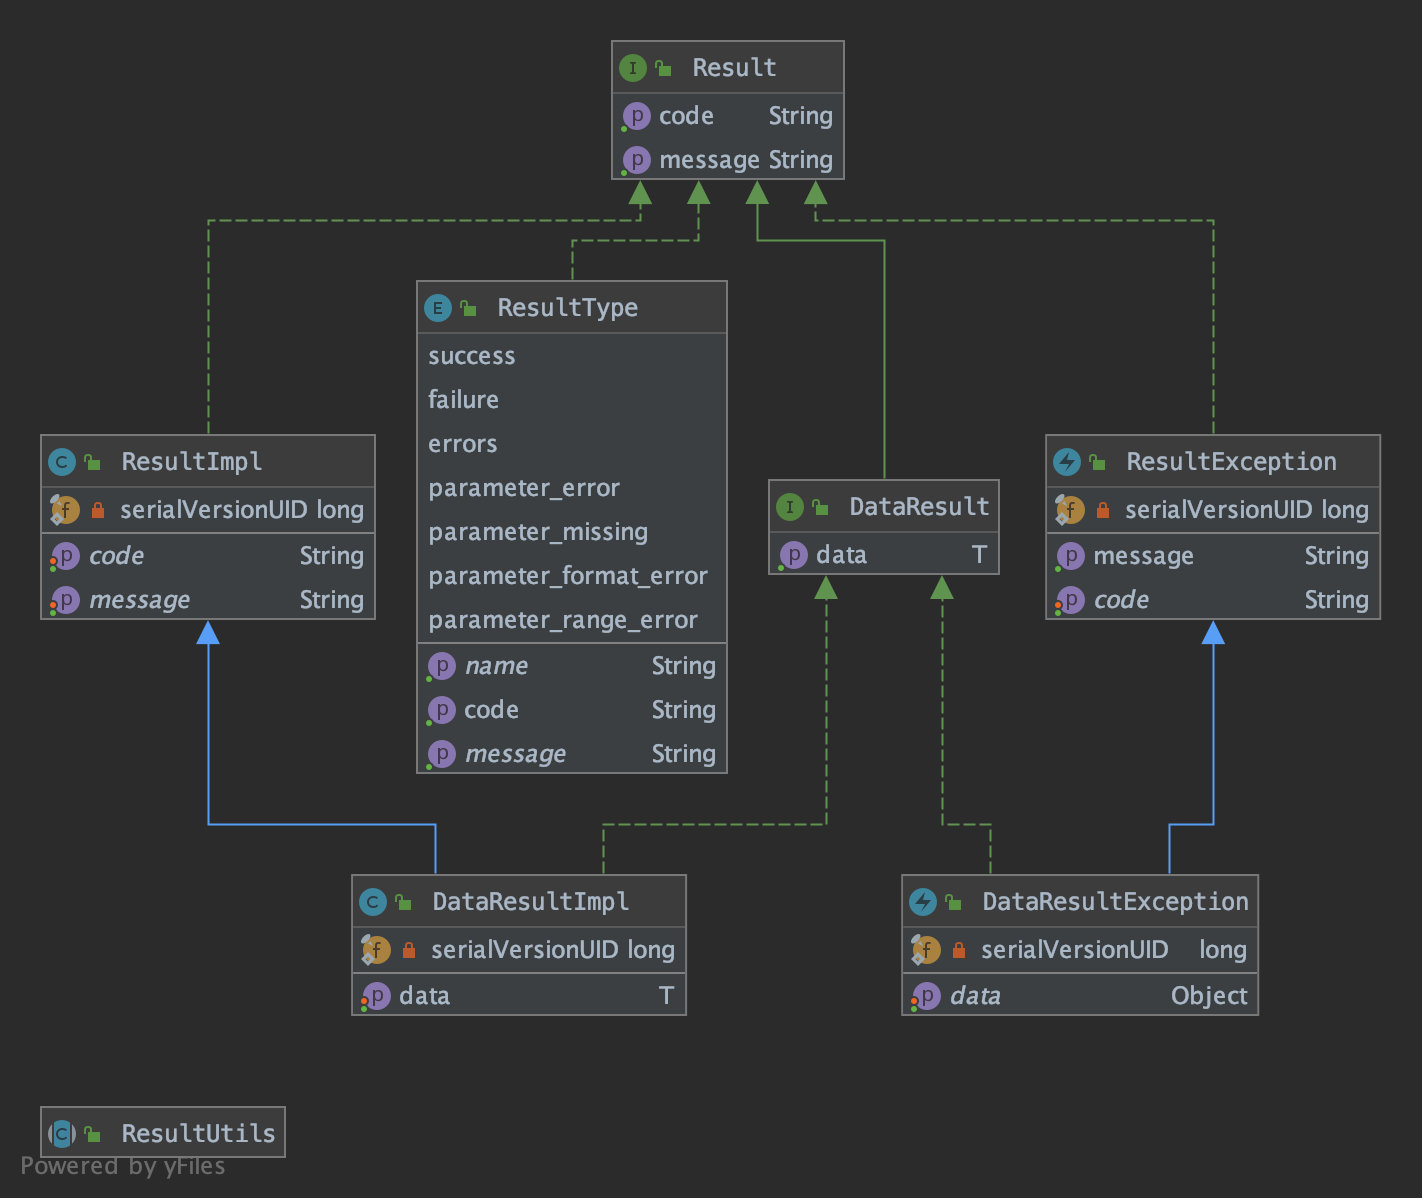 I Result
p code String
p message String
E ResultType
success
failure
errors
parameter_error
parameter_missing
parameter_format_error
parameter_range_error
p name String
p code String
p message String
C ResultImpl
f serialVersionUID long
p code String
p message String
I DataResult
p data T
ResultException
f serialVersionUID long
p message String
p code String
C DataResultImpl
f serialVersionUID long
p data T
DataResultException
f serialVersionUID long
p data Object
C ResultUtils
Powered by yFiles